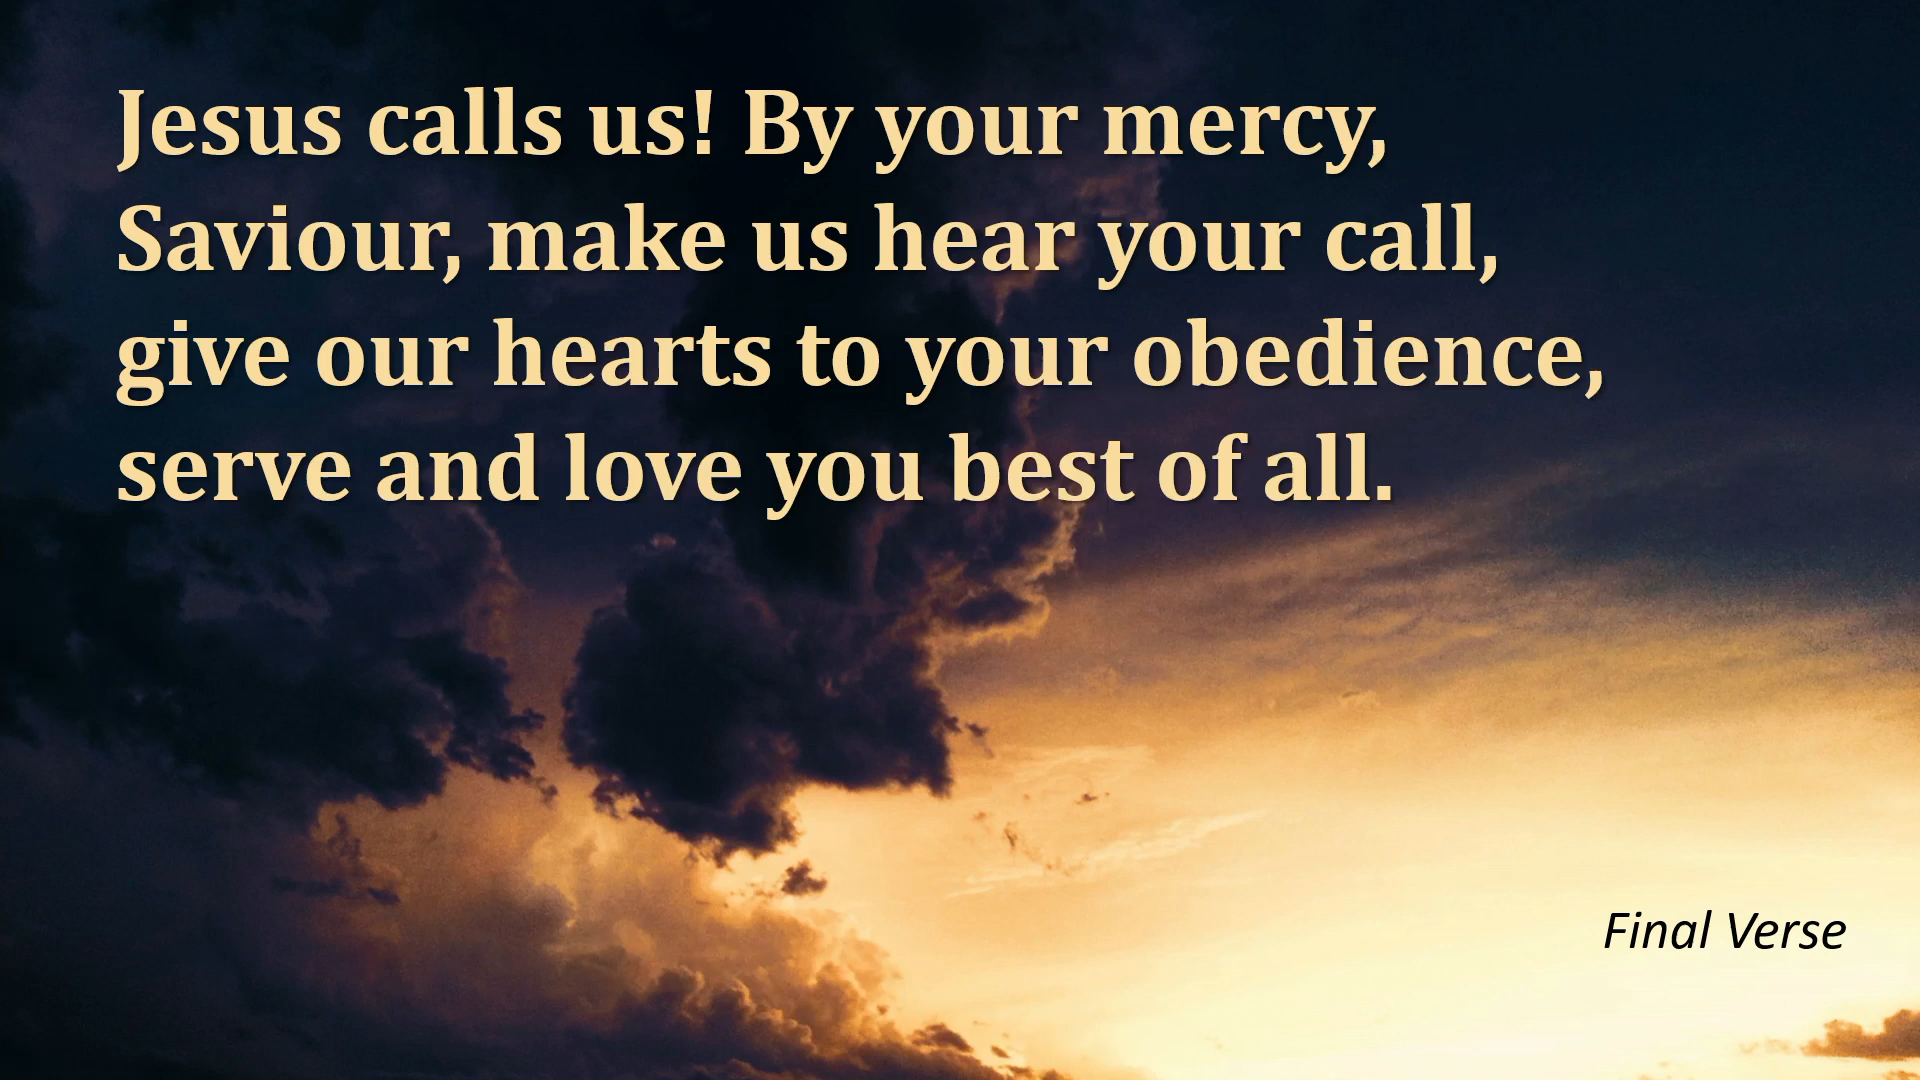 Jesus calls us! By your mercy,
Saviour, make us hear your call,
give our hearts to your obedience,
serve and love you best of all.
Final Verse